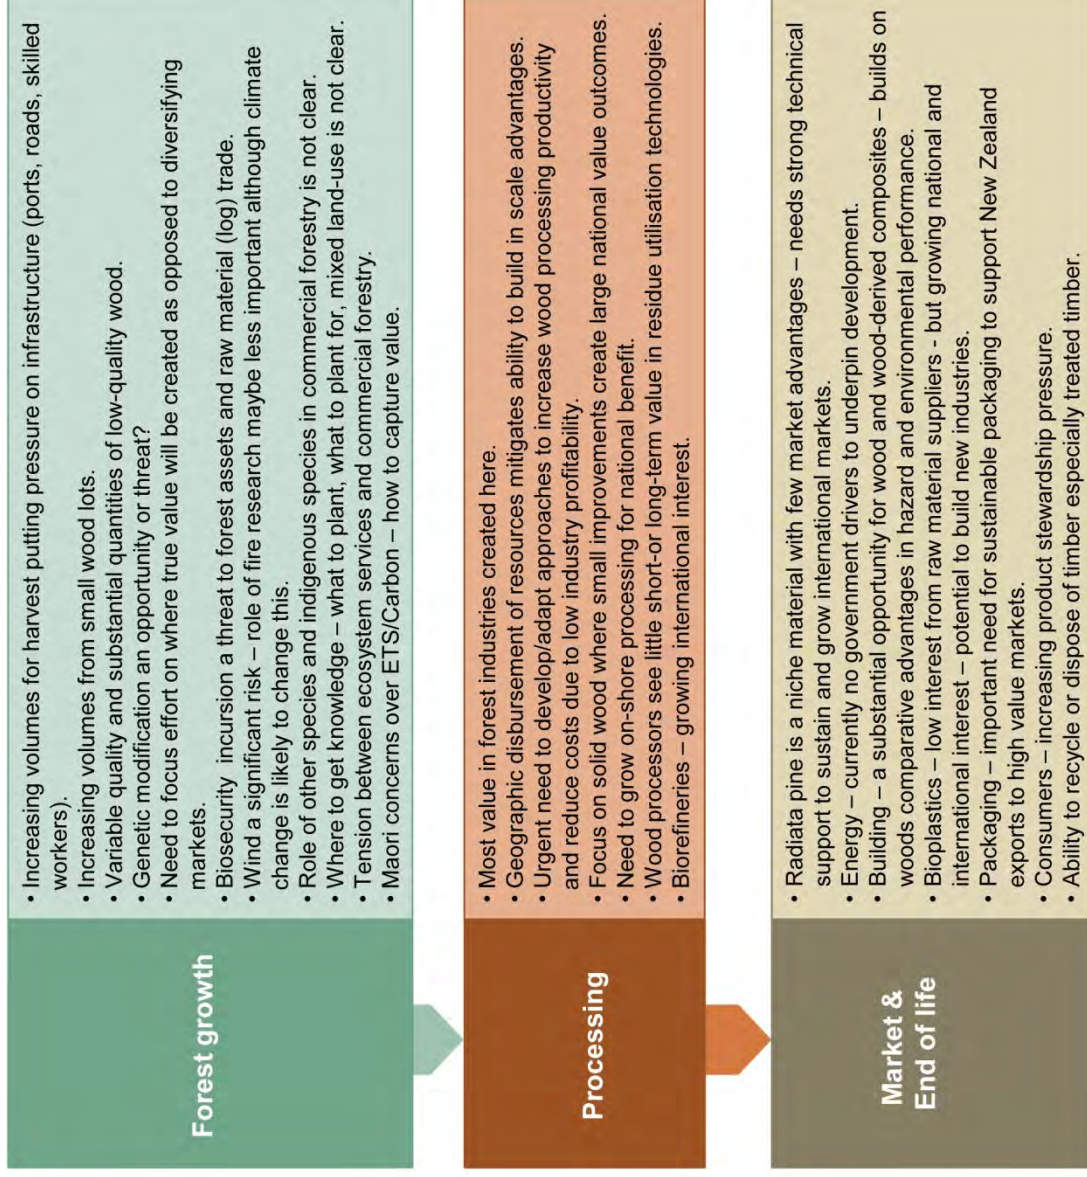 Forest growth
• Increasing volumes for harvest putting pressure on infrastructure (ports, roads, skilled
workers).
• Increasing volumes from small wood lots.
• Variable quality and substantial quantities of low-quality wood.
• Genetic modification an opportunity or threat?
• Need to focus effort on where true value will be created as opposed to diversifying
markets.
• Biosecurity incursion a threat to forest assets and raw material (log) trade.
• Wind a significant risk – role of fire research maybe less important although climate
change is likely to change this.
• Role of other species and indigenous species in commercial forestry is not clear.
• Where to get knowledge – what to plant, what to plant for, mixed land-use is not clear.
• Tension between ecosystem services and commercial forestry.
• Maori concerns over ETS/Carbon – how to capture value.
Processing
• Most value in forest industries created here.
• Geographic disbursement of resources mitigates ability to build in scale advantages.
• Urgent need to develop/adapt approaches to increase wood processing productivity
and reduce costs due to low industry profitability.
• Focus on solid wood where small improvements create large national value outcomes.
• Need to grow on-shore processing for national benefit.
• Wood processors see little short-or long-term value in residue utilisation technologies.
• Biorefineries – growing international interest.
Market &
End of life
• Radiata pine is a niche material with few market advantages – needs strong technical
support to sustain and grow international markets.
• Energy – currently no government drivers to underpin development.
• Building – a substantial opportunity for wood and wood-derived composites – builds on
woods comparative advantages in hazard and environmental performance.
• Bioplastics – low interest from raw material suppliers - but growing national and
international interest – potential to build new industries.
• Packaging – important need for sustainable packaging to support New Zealand
exports to high value markets.
• Consumers – increasing product stewardship pressure.
• Ability to recycle or dispose of timber especially treated timber.